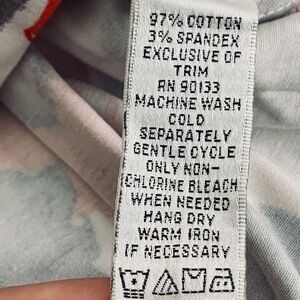 97% COTTON
3% SPANDEX
EXCLUSIVE OF
TRIM
RN 90133
MACHINE WASH
COLD
SEPARATELY
GENTLE CYCLE
ONLY NON-
CHLORINE BLEACH
WHEN NEEDED
HANG DRY
WARM IRON
IF NECESSARY